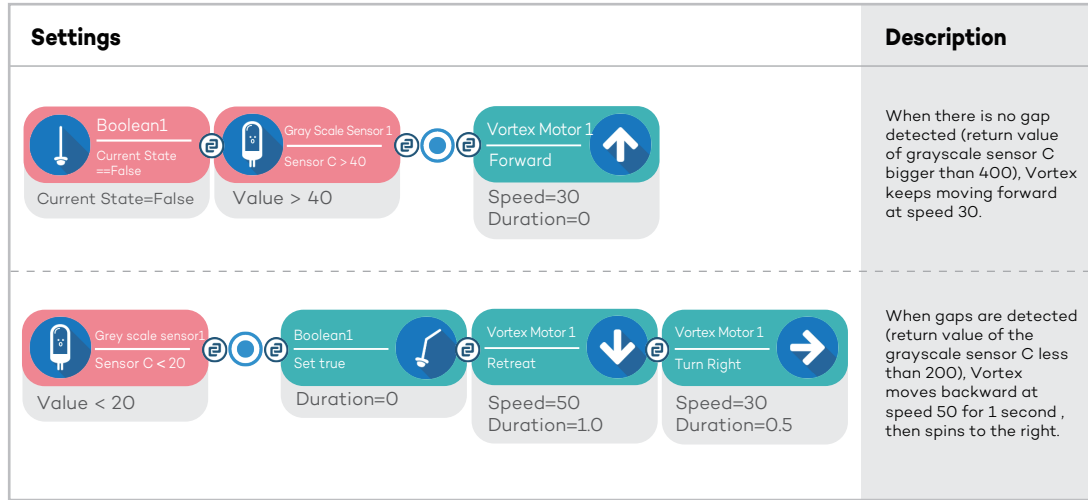 Settings
Description
Boolean1
Current State
==False
Current State=False
Gray Scale Sensor 1
Sensor C > 40
Value > 40
Vortex Motor 1
Forward
Speed=30
Duration=0
When there is no gap
detected (return value
of grayscale sensor C
bigger than 400), Vortex
keeps moving forward
at speed 30.
Grey scale sensor1
Sensor C < 20
Value < 20
Boolean1
Set true
Duration=0
Vortex Motor 1
Retreat
Speed=50
Duration=1.0
Vortex Motor 1
Turn Right
Speed=30
Duration=0.5
When gaps are detected
(return value of the
grayscale sensor C less
than 200), Vortex
moves backward at
speed 50 for 1 second ,
then spins to the right.